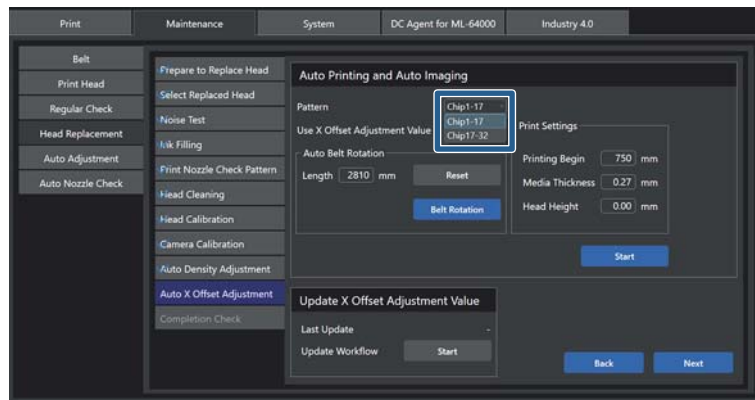 Print Maintenance System DC Agent for ML-64000 Industry 4.0
Belt
Print Head
Regular Check
Head Replacement
Auto Adjustment
Auto Nozzle Check
Prepare to Replace Head
Select Replaced Head
Noise Test
Ink Filling
Print Nozzle Check Pattern
Head Cleaning
Head Calibration
Camera Calibration
Auto Density Adjustment
Auto X Offset Adjustment
Completion Check
Auto Printing and Auto Imaging
Pattern Chip1-17
Chip1-17
Chip17-32
Use X Offset Adjustment Value
Auto Belt Rotation
Length 2810 mm Reset
Belt Rotation
Print Settings
Printing Begin 750 mm
Media Thickness 0.27 mm
Head Height 0.00 mm
Start
Update X Offset Adjustment Value
Last Update -
Update Workflow Start
Back Next